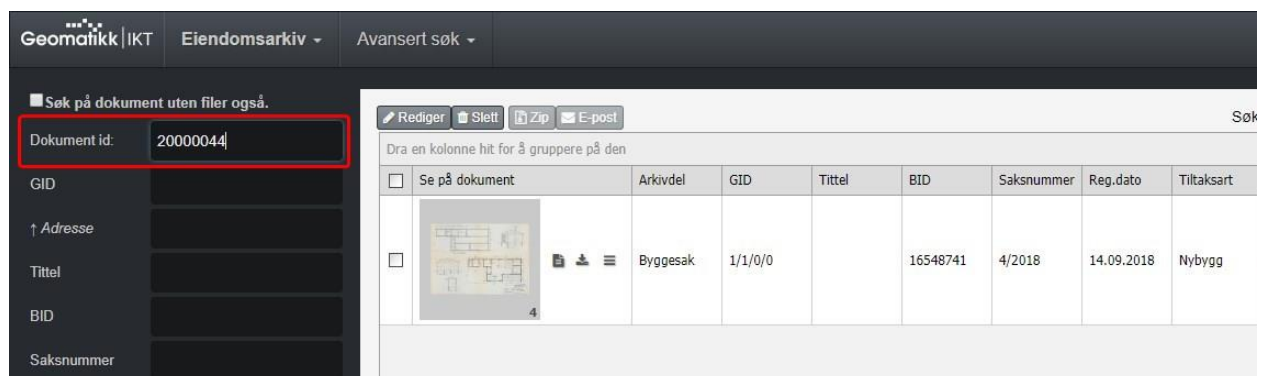 Geomatikk|IKT Eiendomsarkiv Avansert søk
Søk på dokument uten filer også.
Dokument id: 20000044
GID
↑ Adresse
Tittel
BID
Saksnummer
Rediger Slett Zip E-post Søk
Dra en kolonne hit for å gruppere på den
Se på dokument Arkivdel GID Tittel BID Saksnummer Reg.dato Tiltaksart
4 Byggesak 1/1/0/0 16548741 4/2018 14.09.2018 Nybygg